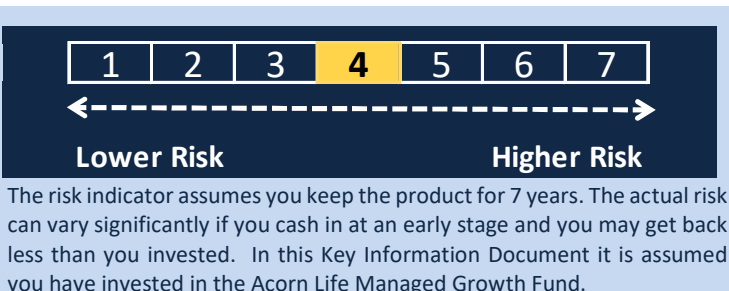 1 2 3 4 5 6 7
Lower Risk Higher Risk
The risk indicator assumes you keep the product for 7 years. The actual risk
can vary significantly if you cash in at an early stage and you may get back
less than you invested. In this Key Information Document it is assumed
you have invested in the Acorn Life Managed Growth Fund.